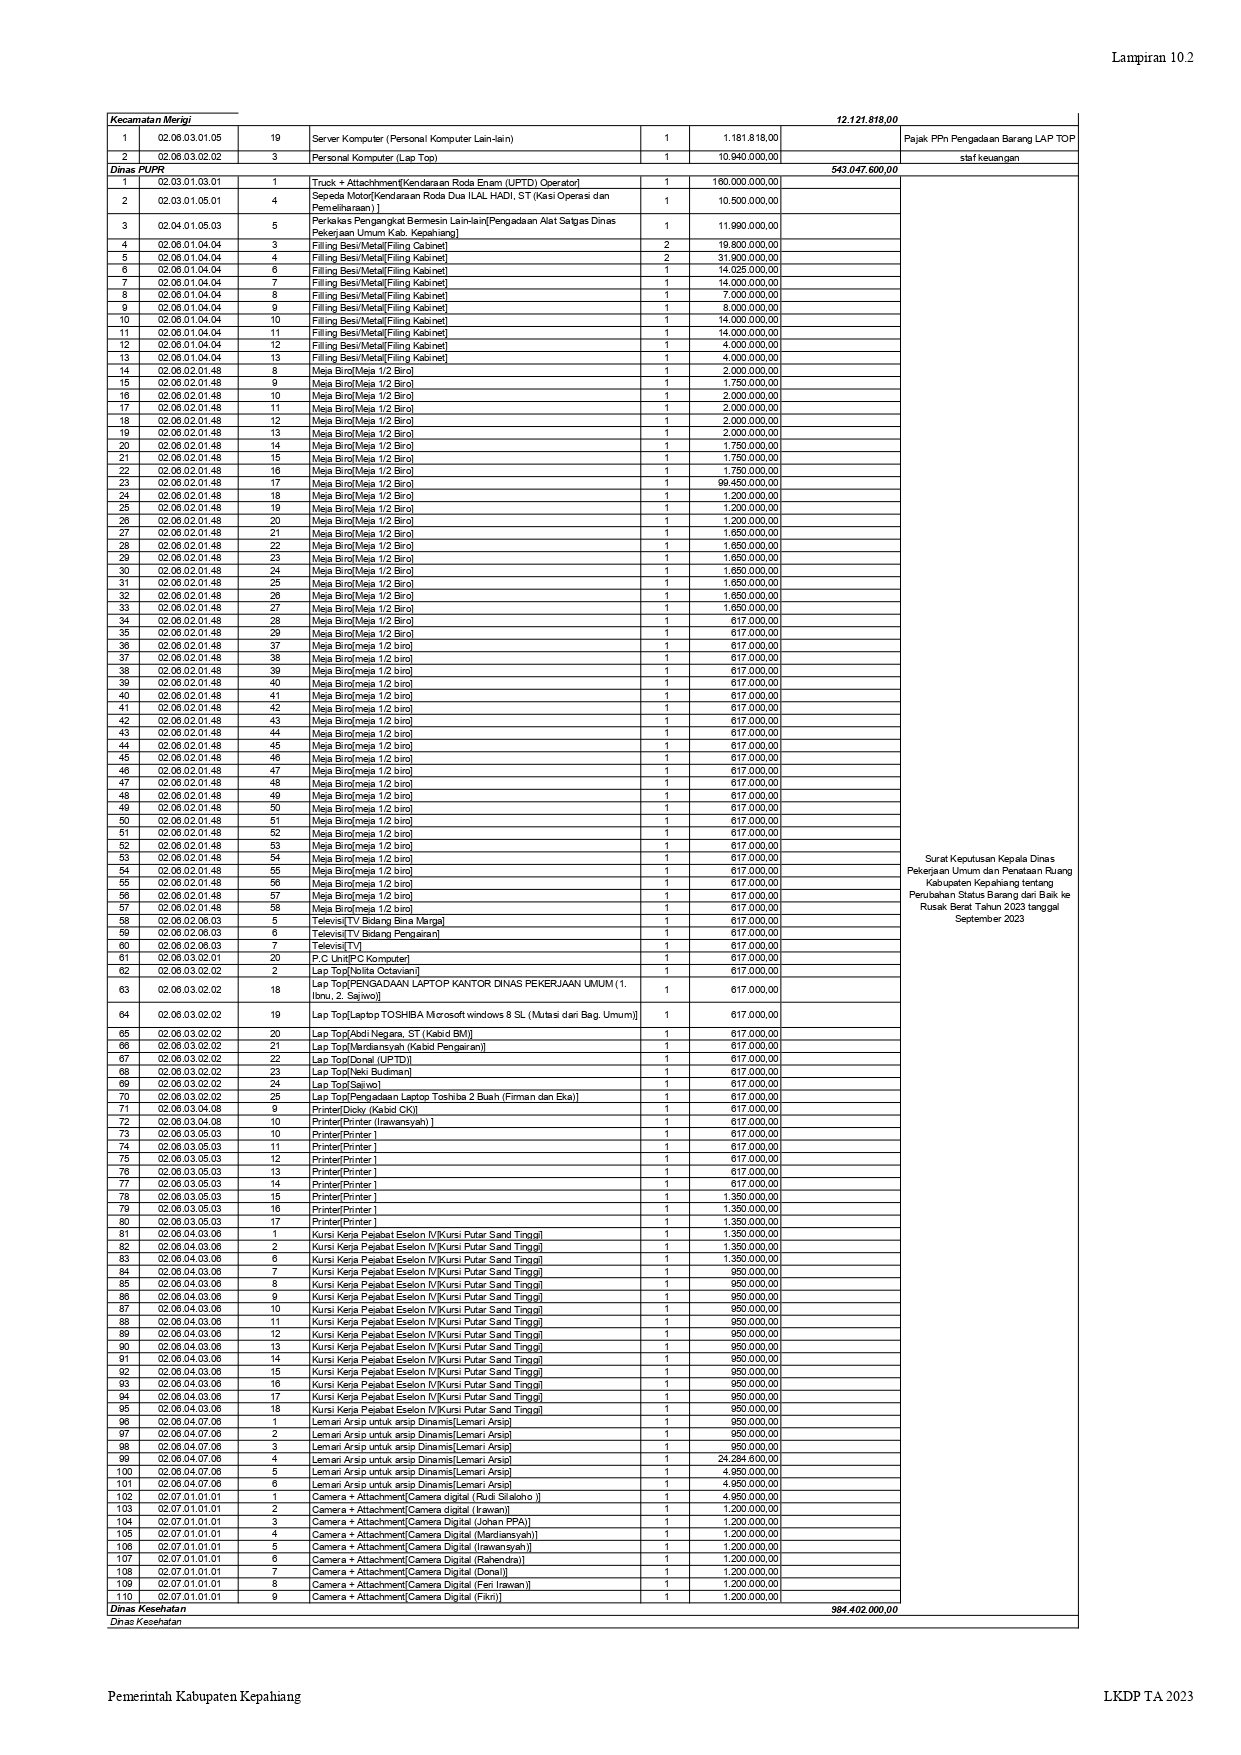 Lampiran 10.2
Kecamatan Merigi 12.121.818,00
1 02.06.03.01.05 19 Server Komputer (Personal Komputer Lain-lain) 1 1.181.818,00 Pajak PPn Pengadaan Barang LAP TOP
2 02.06.03.02.02 3 Personal Komputer (Lap Top) 1 10.940.000,00 staf keuangan
Dinas PUPR 543.047.600,00
1 02.03.01.03.01 1 Truck + Attachhment[Kendaraan Roda Enam (UPTD) Operator] 1 160.000.000,00
2 02.03.01.05.01 4 Sepeda Motor[Kendaraan Roda Dua ILAL HADI, ST (Kasi Operasi dan
Pemeliharaan) ] 1 10.500.000,00
3 02.04.01.05.03 5 Perkakas Pengangkat Bermesin Lain-lain[Pengadaan Alat Satgas Dinas
Pekerjaan Umum Kab. Kepahiang] 1 11.990.000,00
4 02.06.01.04.04 3 Filling Besi/Metal[Filing Cabinet] 2 19.800.000,00
5 02.06.01.04.04 4 Filling Besi/Metal[Filing Kabinet] 2 31.900.000,00
6 02.06.01.04.04 6 Filling Besi/Metal[Filing Kabinet] 1 14.025.000,00
7 02.06.01.04.04 7 Filling Besi/Metal[Filing Kabinet] 1 14.000.000,00
8 02.06.01.04.04 8 Filling Besi/Metal[Filing Kabinet] 1 7.000.000,00
9 02.06.01.04.04 9 Filling Besi/Metal[Filing Kabinet] 1 8.000.000,00
10 02.06.01.04.04 10 Filling Besi/Metal[Filing Kabinet] 1 14.000.000,00
11 02.06.01.04.04 11 Filling Besi/Metal[Filing Kabinet] 1 14.000.000,00
12 02.06.01.04.04 12 Filling Besi/Metal[Filing Kabinet] 1 4.000.000,00
13 02.06.01.04.04 13 Filling Besi/Metal[Filing Kabinet] 1 4.000.000,00
14 02.06.02.01.48 8 Meja Biro[Meja 1/2 Biro] 1 2.000.000,00
15 02.06.02.01.48 9 Meja Biro[Meja 1/2 Biro] 1 1.750.000,00
16 02.06.02.01.48 10 Meja Biro[Meja 1/2 Biro] 1 2.000.000,00
17 02.06.02.01.48 11 Meja Biro[Meja 1/2 Biro] 1 2.000.000,00
18 02.06.02.01.48 12 Meja Biro[Meja 1/2 Biro] 1 2.000.000,00
19 02.06.02.01.48 13 Meja Biro[Meja 1/2 Biro] 1 2.000.000,00
20 02.06.02.01.48 14 Meja Biro[Meja 1/2 Biro] 1 1.750.000,00
21 02.06.02.01.48 15 Meja Biro[Meja 1/2 Biro] 1 1.750.000,00
22 02.06.02.01.48 16 Meja Biro[Meja 1/2 Biro] 1 1.750.000,00
23 02.06.02.01.48 17 Meja Biro[Meja 1/2 Biro] 1 99.450.000,00
24 02.06.02.01.48 18 Meja Biro[Meja 1/2 Biro] 1 1.200.000,00
25 02.06.02.01.48 19 Meja Biro[Meja 1/2 Biro] 1 1.200.000,00
26 02.06.02.01.48 20 Meja Biro[Meja 1/2 Biro] 1 1.200.000,00
27 02.06.02.01.48 21 Meja Biro[Meja 1/2 Biro] 1 1.650.000,00
28 02.06.02.01.48 22 Meja Biro[Meja 1/2 Biro] 1 1.650.000,00
29 02.06.02.01.48 23 Meja Biro[Meja 1/2 Biro] 1 1.650.000,00
30 02.06.02.01.48 24 Meja Biro[Meja 1/2 Biro] 1 1.650.000,00
31 02.06.02.01.48 25 Meja Biro[Meja 1/2 Biro] 1 1.650.000,00
32 02.06.02.01.48 26 Meja Biro[Meja 1/2 Biro] 1 1.650.000,00
33 02.06.02.01.48 27 Meja Biro[Meja 1/2 Biro] 1 1.650.000,00
34 02.06.02.01.48 28 Meja Biro[Meja 1/2 Biro] 1 617.000,00
35 02.06.02.01.48 29 Meja Biro[Meja 1/2 Biro] 1 617.000,00
36 02.06.02.01.48 37 Meja Biro[meja 1/2 biro] 1 617.000,00
37 02.06.02.01.48 38 Meja Biro[meja 1/2 biro] 1 617.000,00
38 02.06.02.01.48 39 Meja Biro[meja 1/2 biro] 1 617.000,00
39 02.06.02.01.48 40 Meja Biro[meja 1/2 biro] 1 617.000,00
40 02.06.02.01.48 41 Meja Biro[meja 1/2 biro] 1 617.000,00
41 02.06.02.01.48 42 Meja Biro[meja 1/2 biro] 1 617.000,00
42 02.06.02.01.48 43 Meja Biro[meja 1/2 biro] 1 617.000,00
43 02.06.02.01.48 44 Meja Biro[meja 1/2 biro] 1 617.000,00
44 02.06.02.01.48 45 Meja Biro[meja 1/2 biro] 1 617.000,00
45 02.06.02.01.48 46 Meja Biro[meja 1/2 biro] 1 617.000,00
46 02.06.02.01.48 47 Meja Biro[meja 1/2 biro] 1 617.000,00
47 02.06.02.01.48 48 Meja Biro[meja 1/2 biro] 1 617.000,00
48 02.06.02.01.48 49 Meja Biro[meja 1/2 biro] 1 617.000,00
49 02.06.02.01.48 50 Meja Biro[meja 1/2 biro] 1 617.000,00
50 02.06.02.01.48 51 Meja Biro[meja 1/2 biro] 1 617.000,00
51 02.06.02.01.48 52 Meja Biro[meja 1/2 biro] 1 617.000,00
52 02.06.02.01.48 53 Meja Biro[meja 1/2 biro] 1 617.000,00
53 02.06.02.01.48 54 Meja Biro[meja 1/2 biro] 1 617.000,00
54 02.06.02.01.48 55 Meja Biro[meja 1/2 biro] 1 617.000,00
55 02.06.02.01.48 56 Meja Biro[meja 1/2 biro] 1 617.000,00
56 02.06.02.01.48 57 Meja Biro[meja 1/2 biro] 1 617.000,00
57 02.06.02.01.48 58 Meja Biro[meja 1/2 biro] 1 617.000,00
58 02.06.02.06.03 5 Televisi[TV Bidang Bina Marga] 1 617.000,00
59 02.06.02.06.03 6 Televisi[TV Bidang Pengairan] 1 617.000,00
60 02.06.02.06.03 7 Televisi[TV] 1 617.000,00
61 02.06.03.02.01 20 P.C Unit[PC Komputer] 1 617.000,00
62 02.06.03.02.02 2 Lap Top[Nolita Octaviani] 1 617.000,00
63 02.06.03.02.02 18 Lap Top[PENGADAAN LAPTOP KANTOR DINAS PEKERJAAN UMUM (1.
Ibnu, 2. Sajiwo)] 1 617.000,00
64 02.06.03.02.02 19 Lap Top[Laptop TOSHIBA Microsoft windows 8 SL (Mutasi dari Bag. Umum)] 1 617.000,00
65 02.06.03.02.02 20 Lap Top[Abdi Negara, ST (Kabid BM)] 1 617.000,00
66 02.06.03.02.02 21 Lap Top[Mardiansyah (Kabid Pengairan)] 1 617.000,00
67 02.06.03.02.02 22 Lap Top[Donal (UPTD)] 1 617.000,00
68 02.06.03.02.02 23 Lap Top[Neki Budiman] 1 617.000,00
69 02.06.03.02.02 24 Lap Top[Sajiwo] 1 617.000,00
70 02.06.03.02.02 25 Lap Top[Pengadaan Laptop Toshiba 2 Buah (Firman dan Eka)] 1 617.000,00
71 02.06.03.04.08 9 Printer[Dicky (Kabid CK)] 1 617.000,00
72 02.06.03.04.08 10 Printer[Printer (Irawansyah) ] 1 617.000,00
73 02.06.03.05.03 10 Printer[Printer ] 1 617.000,00
74 02.06.03.05.03 11 Printer[Printer ] 1 617.000,00
75 02.06.03.05.03 12 Printer[Printer ] 1 617.000,00
76 02.06.03.05.03 13 Printer[Printer ] 1 617.000,00
77 02.06.03.05.03 14 Printer[Printer ] 1 617.000,00
78 02.06.03.05.03 15 Printer[Printer ] 1 1.350.000,00
79 02.06.03.05.03 16 Printer[Printer ] 1 1.350.000,00
80 02.06.03.05.03 17 Printer[Printer ] 1 1.350.000,00
81 02.06.04.03.06 1 Kursi Kerja Pejabat Eselon IV[Kursi Putar Sand Tinggi] 1 1.350.000,00
82 02.06.04.03.06 2 Kursi Kerja Pejabat Eselon IV[Kursi Putar Sand Tinggi] 1 1.350.000,00
83 02.06.04.03.06 6 Kursi Kerja Pejabat Eselon IV[Kursi Putar Sand Tinggi] 1 1.350.000,00
84 02.06.04.03.06 7 Kursi Kerja Pejabat Eselon IV[Kursi Putar Sand Tinggi] 1 950.000,00
85 02.06.04.03.06 8 Kursi Kerja Pejabat Eselon IV[Kursi Putar Sand Tinggi] 1 950.000,00
86 02.06.04.03.06 9 Kursi Kerja Pejabat Eselon IV[Kursi Putar Sand Tinggi] 1 950.000,00
87 02.06.04.03.06 10 Kursi Kerja Pejabat Eselon IV[Kursi Putar Sand Tinggi] 1 950.000,00
88 02.06.04.03.06 11 Kursi Kerja Pejabat Eselon IV[Kursi Putar Sand Tinggi] 1 950.000,00
89 02.06.04.03.06 12 Kursi Kerja Pejabat Eselon IV[Kursi Putar Sand Tinggi] 1 950.000,00
90 02.06.04.03.06 13 Kursi Kerja Pejabat Eselon IV[Kursi Putar Sand Tinggi] 1 950.000,00
91 02.06.04.03.06 14 Kursi Kerja Pejabat Eselon IV[Kursi Putar Sand Tinggi] 1 950.000,00
92 02.06.04.03.06 15 Kursi Kerja Pejabat Eselon IV[Kursi Putar Sand Tinggi] 1 950.000,00
93 02.06.04.03.06 16 Kursi Kerja Pejabat Eselon IV[Kursi Putar Sand Tinggi] 1 950.000,00
94 02.06.04.03.06 17 Kursi Kerja Pejabat Eselon IV[Kursi Putar Sand Tinggi] 1 950.000,00
95 02.06.04.03.06 18 Kursi Kerja Pejabat Eselon IV[Kursi Putar Sand Tinggi] 1 950.000,00
96 02.06.04.07.06 1 Lemari Arsip untuk arsip Dinamis[Lemari Arsip] 1 950.000,00
97 02.06.04.07.06 2 Lemari Arsip untuk arsip Dinamis[Lemari Arsip] 1 950.000,00
98 02.06.04.07.06 3 Lemari Arsip untuk arsip Dinamis[Lemari Arsip] 1 950.000,00
99 02.06.04.07.06 4 Lemari Arsip untuk arsip Dinamis[Lemari Arsip] 1 24.284.600,00
100 02.06.04.07.06 5 Lemari Arsip untuk arsip Dinamis[Lemari Arsip] 1 4.950.000,00
101 02.06.04.07.06 6 Lemari Arsip untuk arsip Dinamis[Lemari Arsip] 1 4.950.000,00
102 02.07.01.01.01 1 Camera + Attachment[Camera digital (Rudi Silaloho )] 1 4.950.000,00
103 02.07.01.01.01 2 Camera + Attachment[Camera digital (Irawan)] 1 1.200.000,00
104 02.07.01.01.01 3 Camera + Attachment[Camera Digital (Johan PPA)] 1 1.200.000,00
105 02.07.01.01.01 4 Camera + Attachment[Camera Digital (Mardiansyah)] 1 1.200.000,00
106 02.07.01.01.01 5 Camera + Attachment[Camera Digital (Irawansyah)] 1 1.200.000,00
107 02.07.01.01.01 6 Camera + Attachment[Camera Digital (Rahendra)] 1 1.200.000,00
108 02.07.01.01.01 7 Camera + Attachment[Camera Digital (Donal)] 1 1.200.000,00
109 02.07.01.01.01 8 Camera + Attachment[Camera Digital (Feri Irawan)] 1 1.200.000,00
110 02.07.01.01.01 9 Camera + Attachment[Camera Digital (Fikri)] 1 1.200.000,00
Surat Keputusan Kepala Dinas
Pekerjaan Umum dan Penataan Ruang
Kabupaten Kepahiang tentang
Perubahan Status Barang dari Baik ke
Rusak Berat Tahun 2023 tanggal
September 2023
Dinas Kesehatan 984.402.000,00
Dinas Kesehatan
Pemerintah Kabupaten Kepahiang LKDP TA 2023